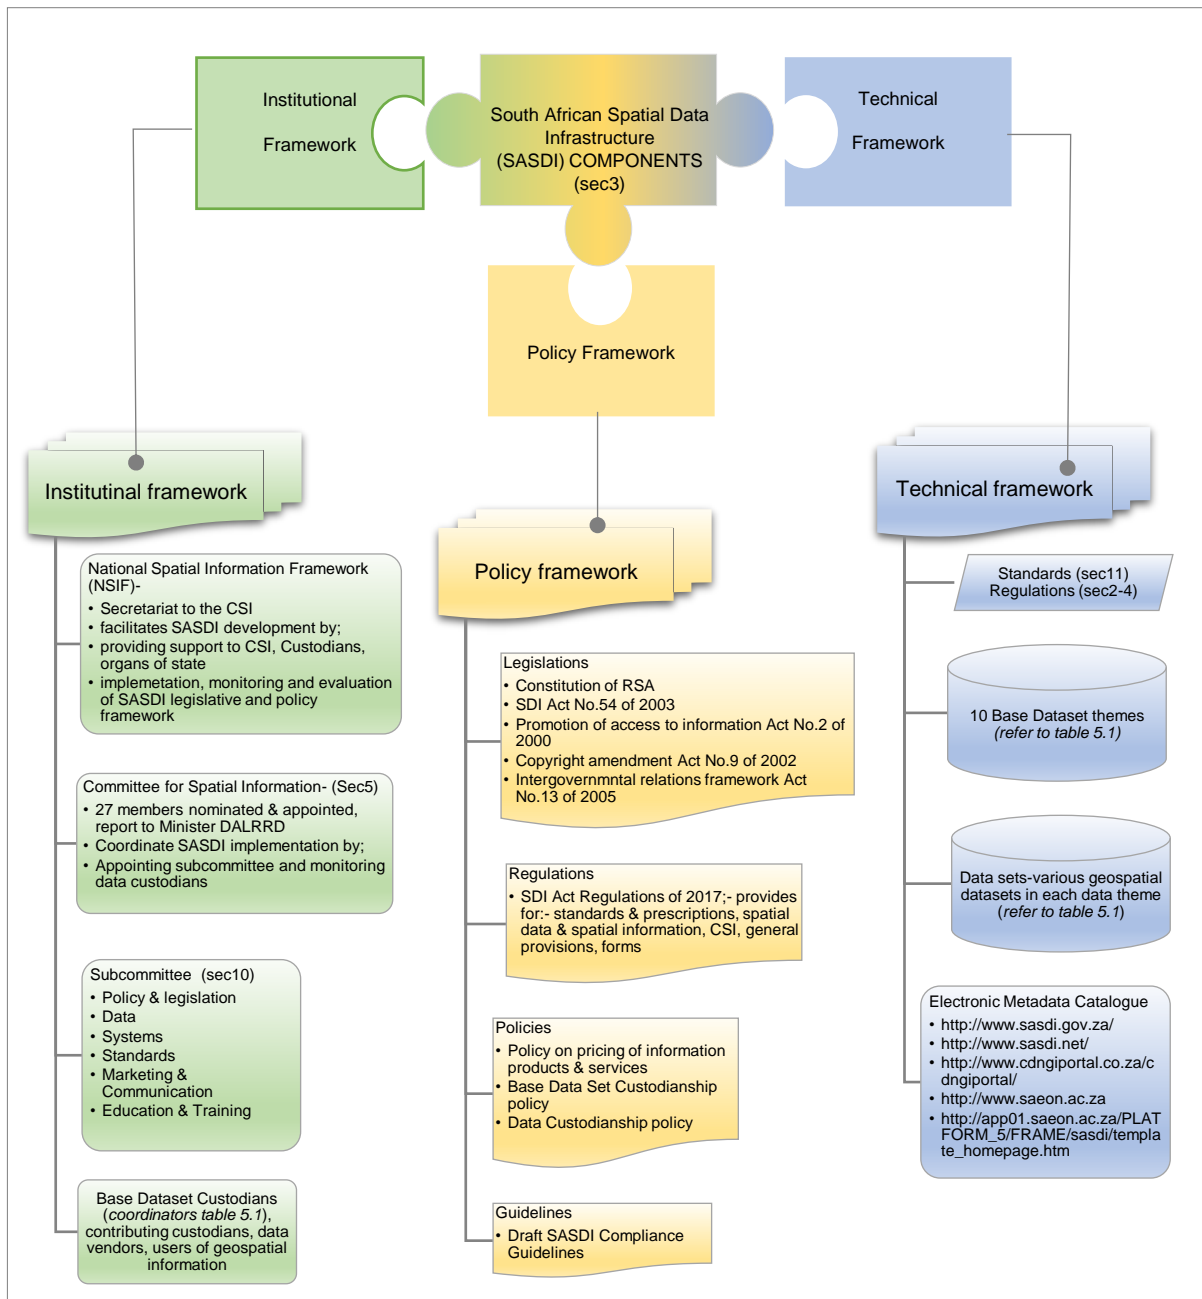 Institutional
Framework
South African Spatial Data
Infrastructure
(SASDI) COMPONENTS
(sec3)
Technical
Framework
Policy Framework
Institutinal framework
National Spatial Information Framework
(NSIF)-
• Secretariat to the CSI
• facilitates SASDI development by;
• providing support to CSI, Custodians,
organs of state
• implemetation, monitoring and evaluation
of SASDI legislative and policy
framework
Committee for Spatial Information- (Sec5)
• 27 members nominated & appointed,
report to Minister DALRRD
• Coordinate SASDI implementation by;
• Appointing subcommittee and monitoring
data custodians
Subcommittee (sec10)
• Policy & legislation
• Data
• Systems
• Standards
• Marketing &
Communication
• Education & Training
Base Dataset Custodians
(coordinators table 5.1),
contributing custodians, data
vendors, users of geospatial
information
Policy framework
Legislations
• Constitution of RSA
• SDI Act No.54 of 2003
• Promotion of access to information Act No.2 of
2000
• Copyright amendment Act No.9 of 2002
• Intergovernmntal relations framework Act
No.13 of 2005
Regulations
• SDI Act Regulations of 2017;- provides
for:- standards & prescriptions, spatial
data & spatial information, CSI, general
provisions, forms
Policies
• Policy on pricing of information
products & services
• Base Data Set Custodianship
policy
• Data Custodianship policy
Guidelines
• Draft SASDI Compliance
Guidelines
Technical framework
Standards (sec11)
Regulations (sec2-4)
10 Base Dataset themes
(refer to table 5.1)
Data sets-various geospatial
datasets in each data theme
(refer to table 5.1)
Electronic Metadata Catalogue
• http://www.sasdi.gov.za/
• http://www.sasdi.net/
• http://www.cdngiportal.co.za/c
dngiportal/
• http://www.saeon.ac.za
• http://app01.saeon.ac.za/PLAT
FORM_5/FRAME/sasdi/templa
te_homepage.htm